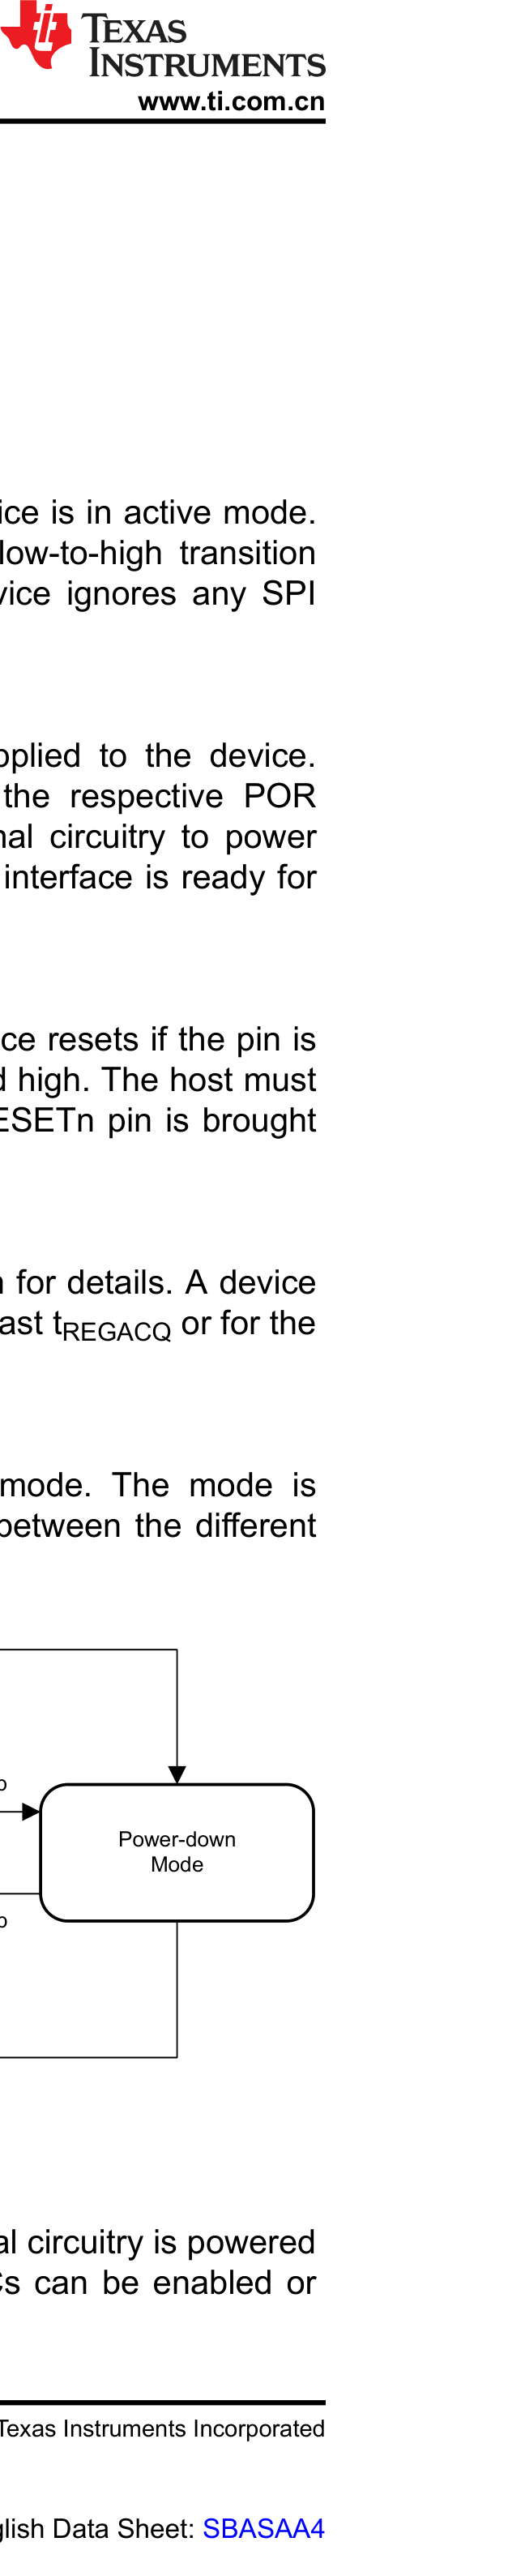 TEXAS
INSTRUMENTS
www.ti.com.cn
ice is in active mode.
low-to-high transition
vice ignores any SPI
pplied to the device.
the respective POR
nal circuitry to power
interface is ready for
ce resets if the pin is
d high. The host must
ESETn pin is brought
n for details. A device
ast tREGACQ or for the
mode. The mode is
between the different
Power-down
Mode
al circuitry is powered
Cs can be enabled or
Texas Instruments Incorporated
glish Data Sheet: SBASAA4